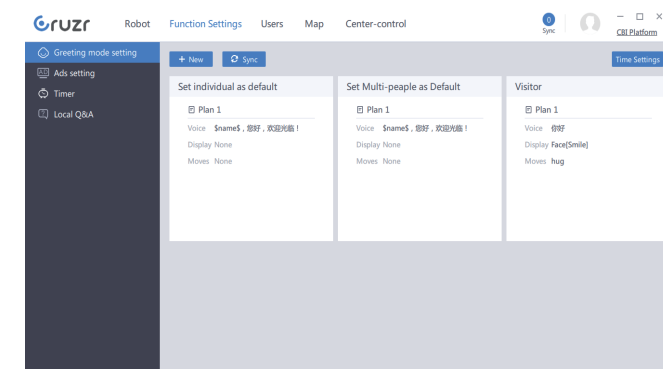 Cruzr Robot Function Settings Users Map Center-control 0 Sync CBI Platform
Greeting mode setting
Ads setting
Timer
Local Q&A
+ New Sync Time Settings
Set individual as default
Plan 1
Voice $name$，您好，欢迎光临！
Display None
Moves None
Set Multi-peaple as Default
Plan 1
Voice $name$，您好，欢迎光临！
Display None
Moves None
Visitor
Plan 1
Voice 你好
Display Face[Smile]
Moves hug